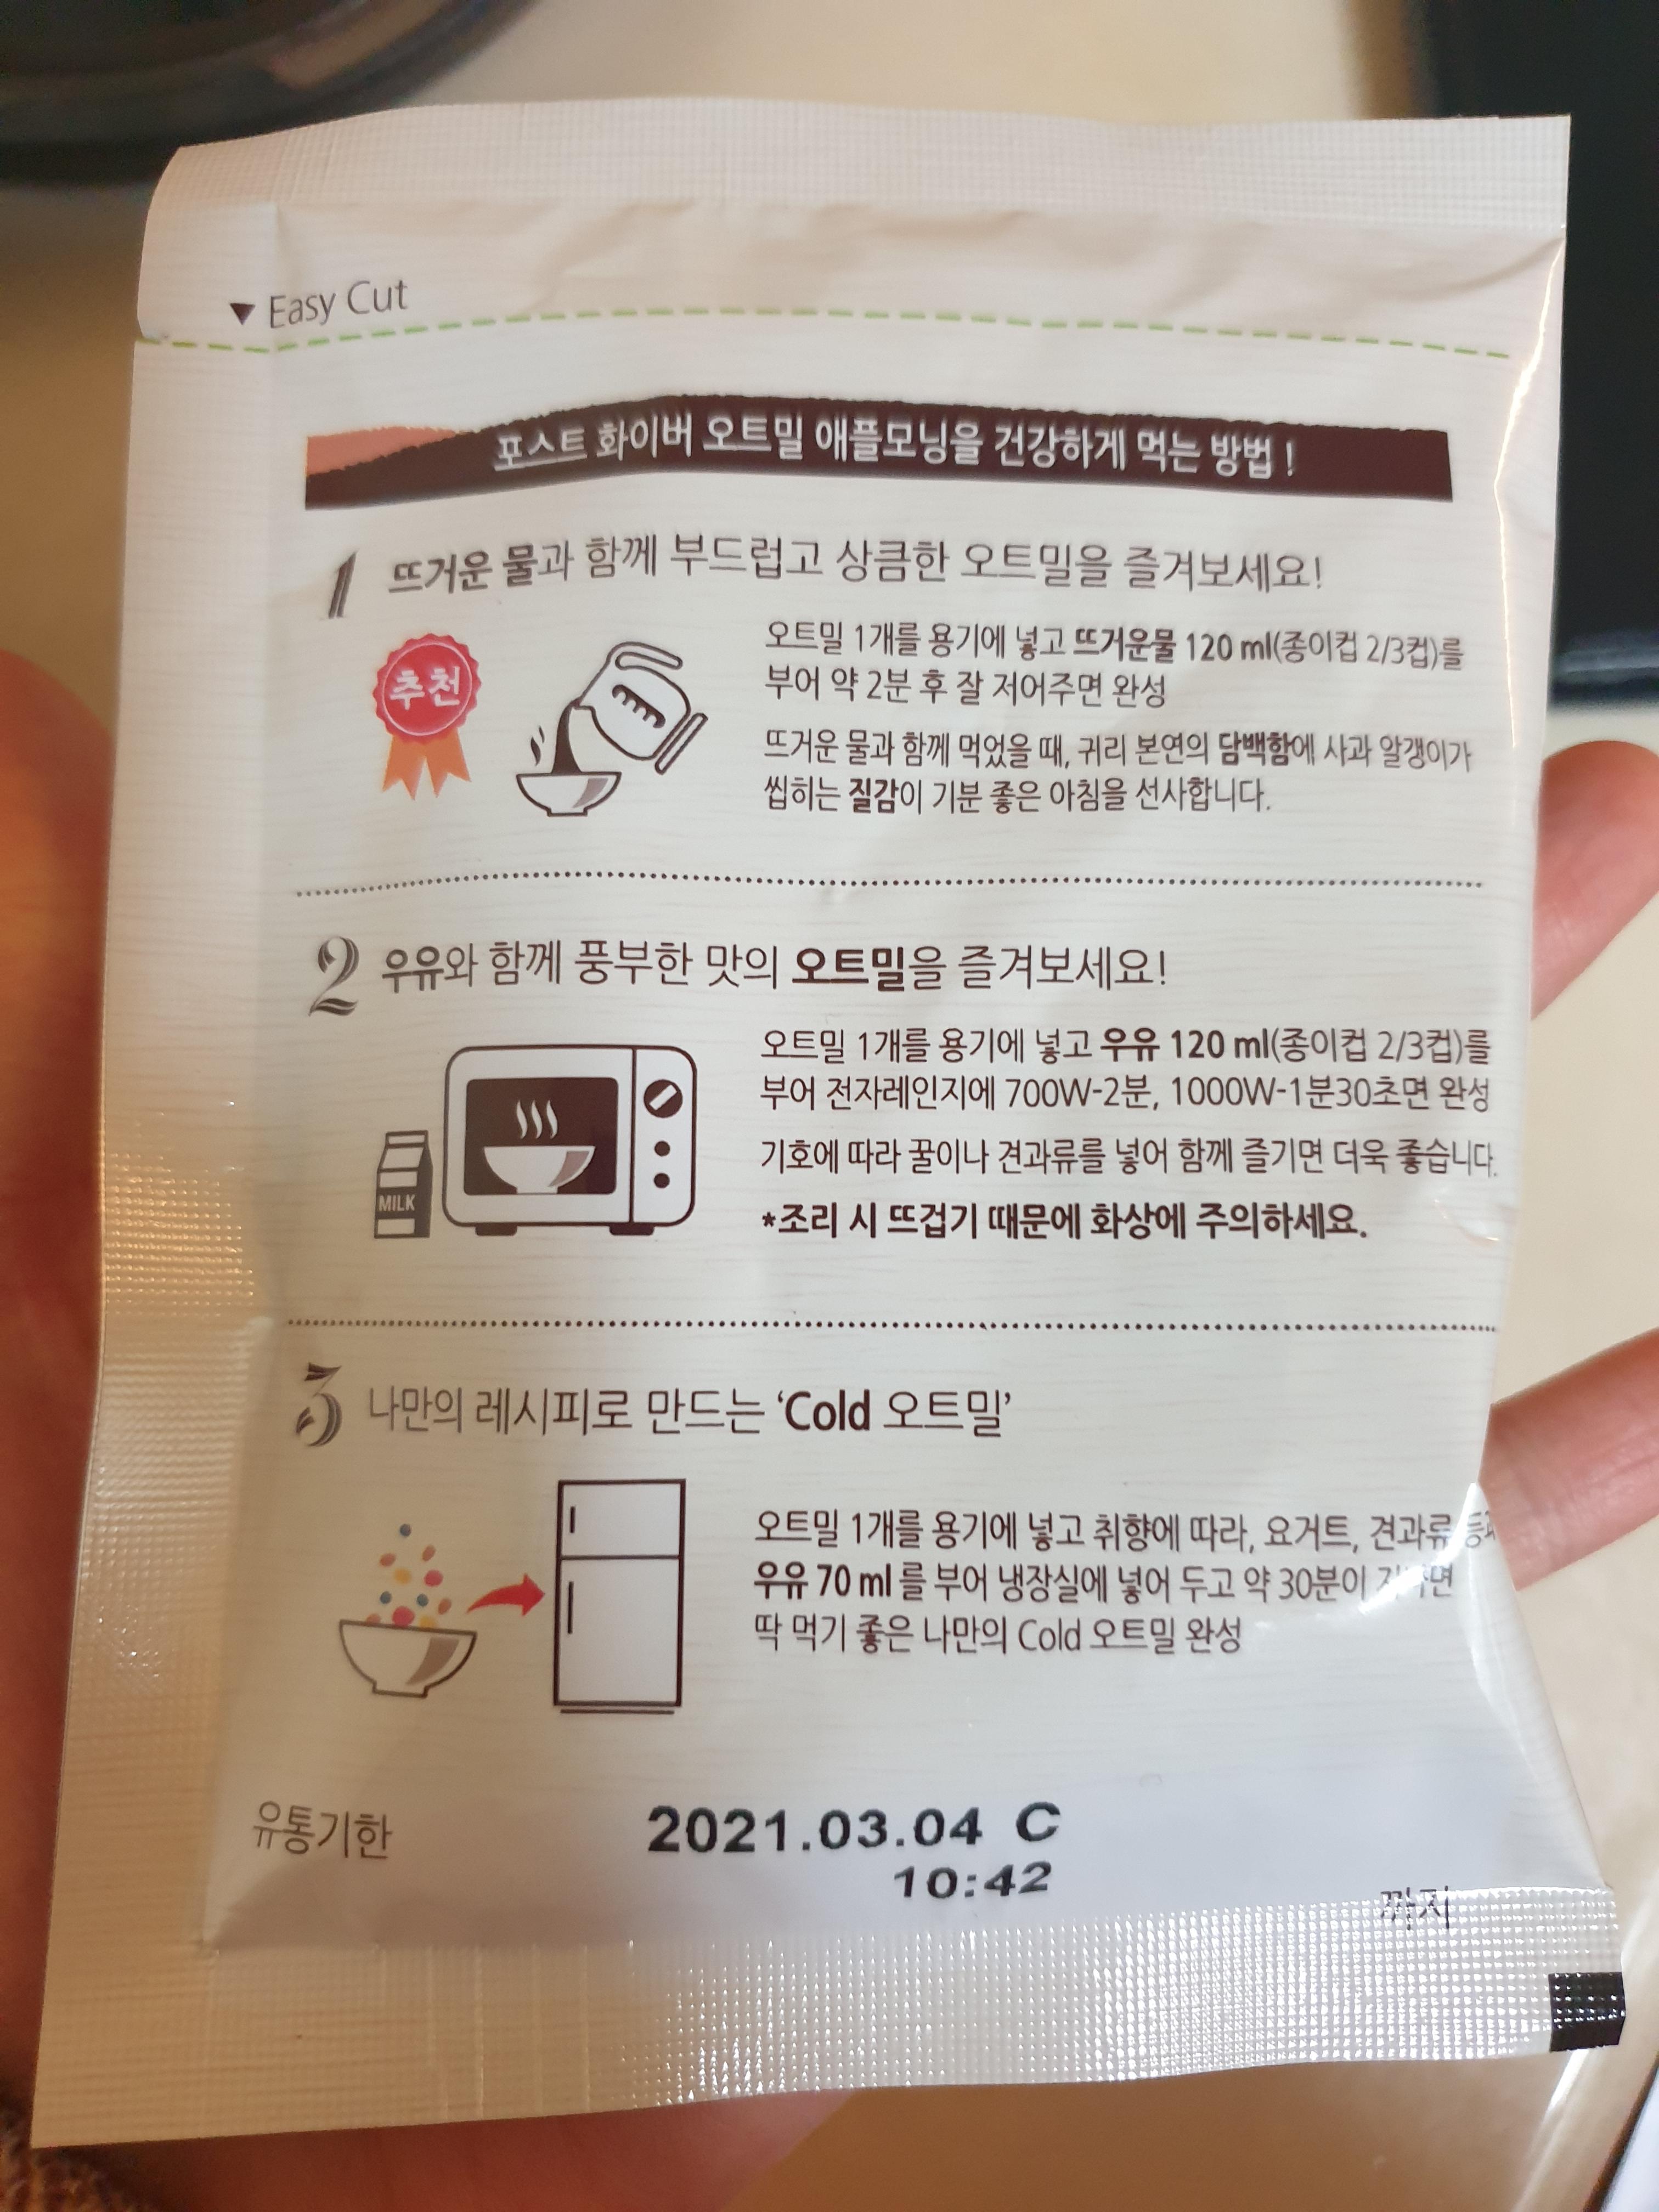 ▼ Easy Cut
포스트 화이버 오트밀 애플모닝을 건강하게 먹는 방법 !
1 뜨거운 물과 함께 부드럽고 상큼한 오트밀을 즐겨보세요!
추천
오트밀 1개를 용기에 넣고 뜨거운물 120 ml(종이컵 2/3컵)를
부어 약 2분 후 잘 저어주면 완성
뜨거운 물과 함께 먹었을 때, 귀리 본연의 담백함에 사과 알갱이가
씹히는 질감이 기분 좋은 아침을 선사합니다.
2 우유와 함께 풍부한 맛의 오트밀을 즐겨보세요!
MILK
오트밀 1개를 용기에 넣고 우유 120 ml(종이컵 2/3컵)를
부어 전자레인지에 700W-2분, 1000W-1분30초면 완성
기호에 따라 꿀이나 견과류를 넣어 함께 즐기면 더욱 좋습니다.
*조리 시 뜨겁기 때문에 화상에 주의하세요.
3 나만의 레시피로 만드는 ‘Cold 오트밀’
오트밀 1개를 용기에 넣고 취향에 따라, 요거트, 견과류
우유 70 ml 를 부어 냉장실에 넣어 두고 약 30분이
딱 먹기 좋은 나만의 Cold 오트밀 완성
유통기한
2021.03.04 C
10:42
까지